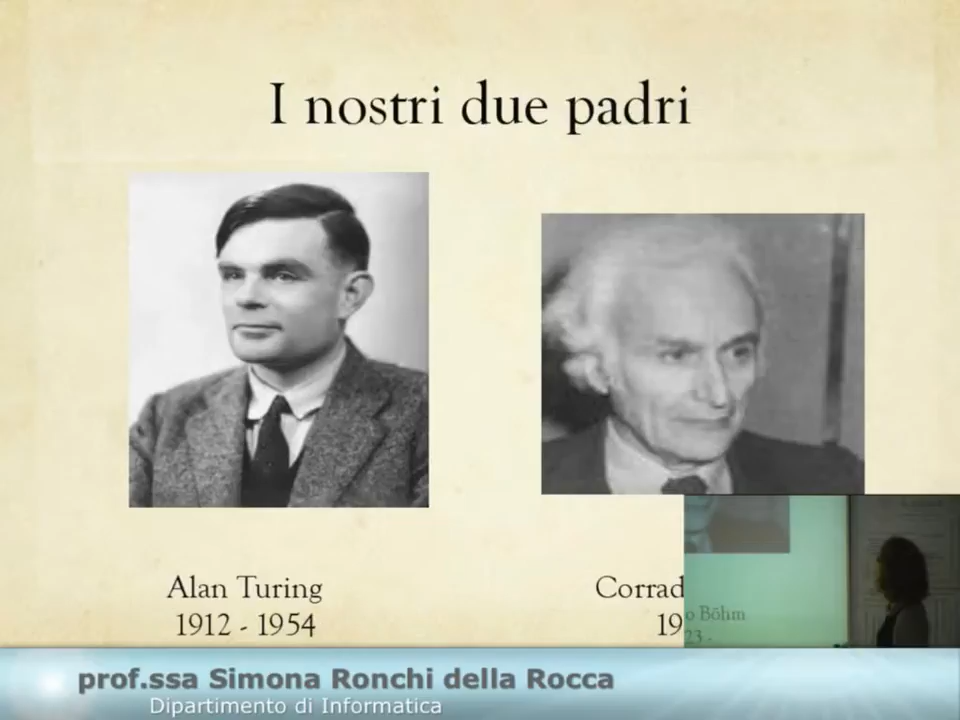 I nostri due padri
Alan Turing
1912 - 1954
Corrad
19
o Böhm
23 -
prof.ssa Simona Ronchi della Rocca
Dipartimento di Informatica